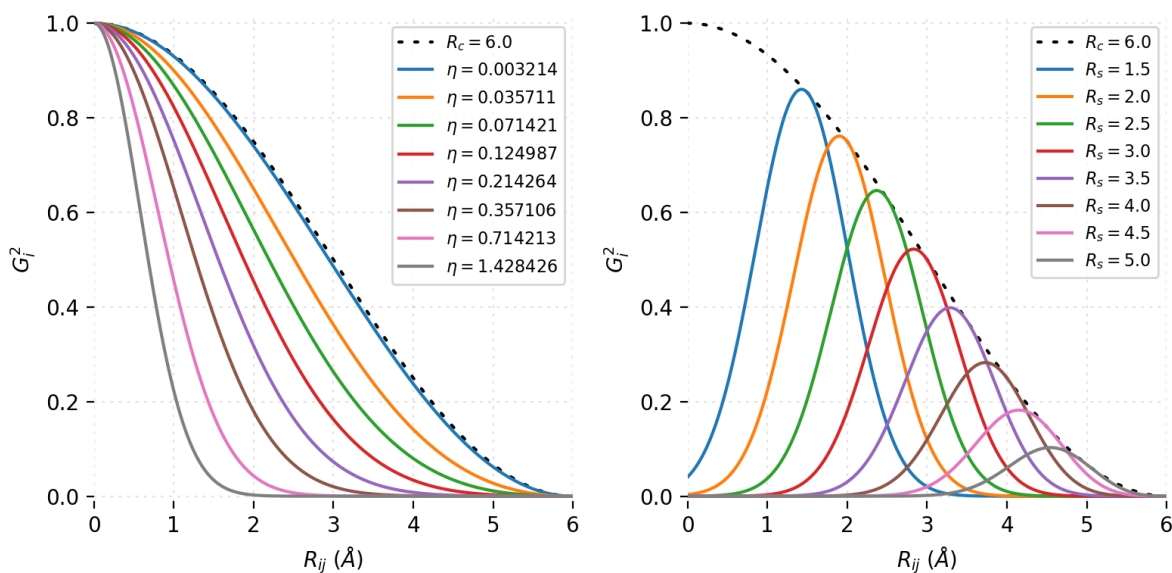 1.0
0.8
0.6
0.4
0.2
0.0
G_i^2
0 1 2 3 4 5 6
R_{ij} (Å)
R_c = 6.0
η = 0.003214
η = 0.035711
η = 0.071421
η = 0.124987
η = 0.214264
η = 0.357106
η = 0.714213
η = 1.428426
1.0
0.8
0.6
0.4
0.2
0.0
G_i^2
0 1 2 3 4 5 6
R_{ij} (Å)
R_c = 6.0
R_s = 1.5
R_s = 2.0
R_s = 2.5
R_s = 3.0
R_s = 3.5
R_s = 4.0
R_s = 4.5
R_s = 5.0